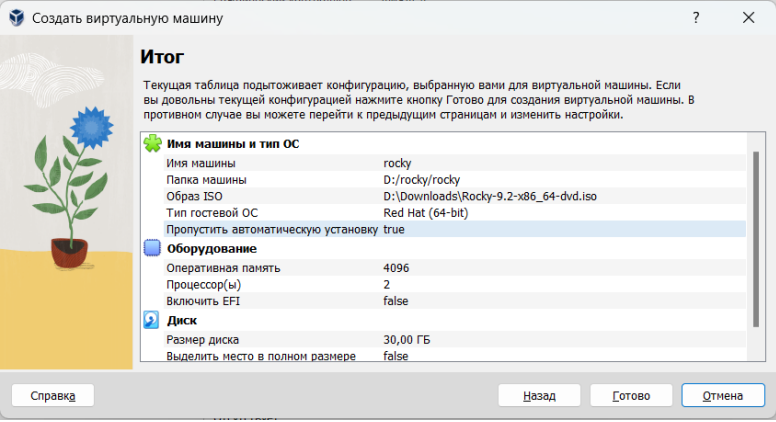 Создать виртуальную машину
?
Итог
Текущая таблица подытоживает конфигурацию, выбранную вами для виртуальной машины. Если
вы довольны текущей конфигурацией нажмите кнопку Готово для создания виртуальной машины. В
противном случае вы можете перейти к предыдущим страницам и изменить настройки.
Имя машины и тип ОС
Имя машины rocky
Папка машины D:/rocky/rocky
Образ ISO D:\Downloads\Rocky-9.2-x86_64-dvd.iso
Тип гостевой ОС Red Hat (64-bit)
Пропустить автоматическую установку true
Оборудование
Оперативная память 4096
Процессор(ы) 2
Включить EFI false
Диск
Размер диска 30,00 ГБ
Выделить место в полном размере false
Справка Назад Готово Отмена